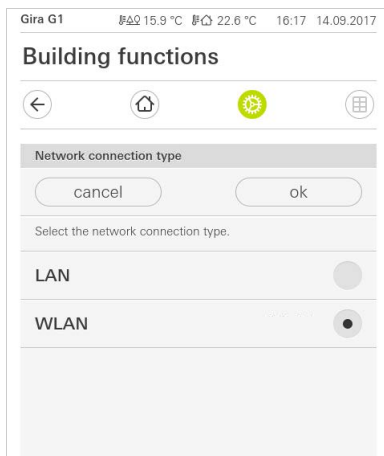 Gira G1 15.9 °C 22.6 °C 16:17 14.09.2017
Building functions
Network connection type
cancel ok
Select the network connection type.
LAN
WLAN